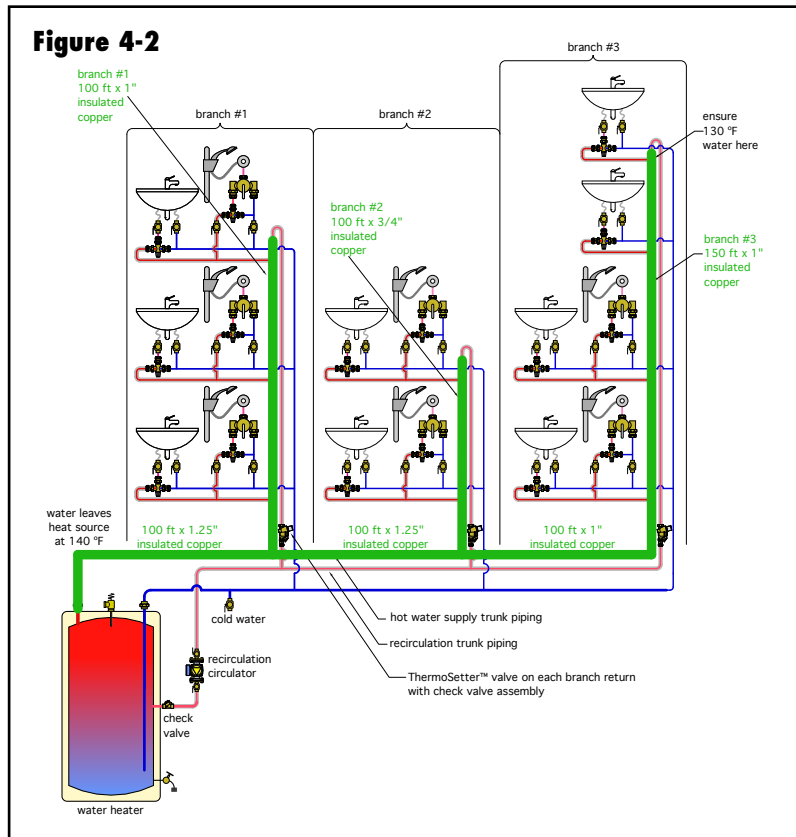 Figure 4-2
branch #3
branch #1
100 ft x 1"
insulated
copper
branch #1
branch #2
ensure
130 ºF
water here
branch #2
100 ft x 3/4"
insulated
copper
branch #3
150 ft x 1"
insulated
copper
water leaves
heat source
at 140 ºF
100 ft x 1.25"
insulated copper
100 ft x 1.25"
insulated copper
100 ft x 1"
insulated copper
cold water
hot water supply trunk piping
recirculation trunk piping
recirculation
circulator
ThermoSetter™ valve on each branch return
with check valve assembly
check
valve
water heater